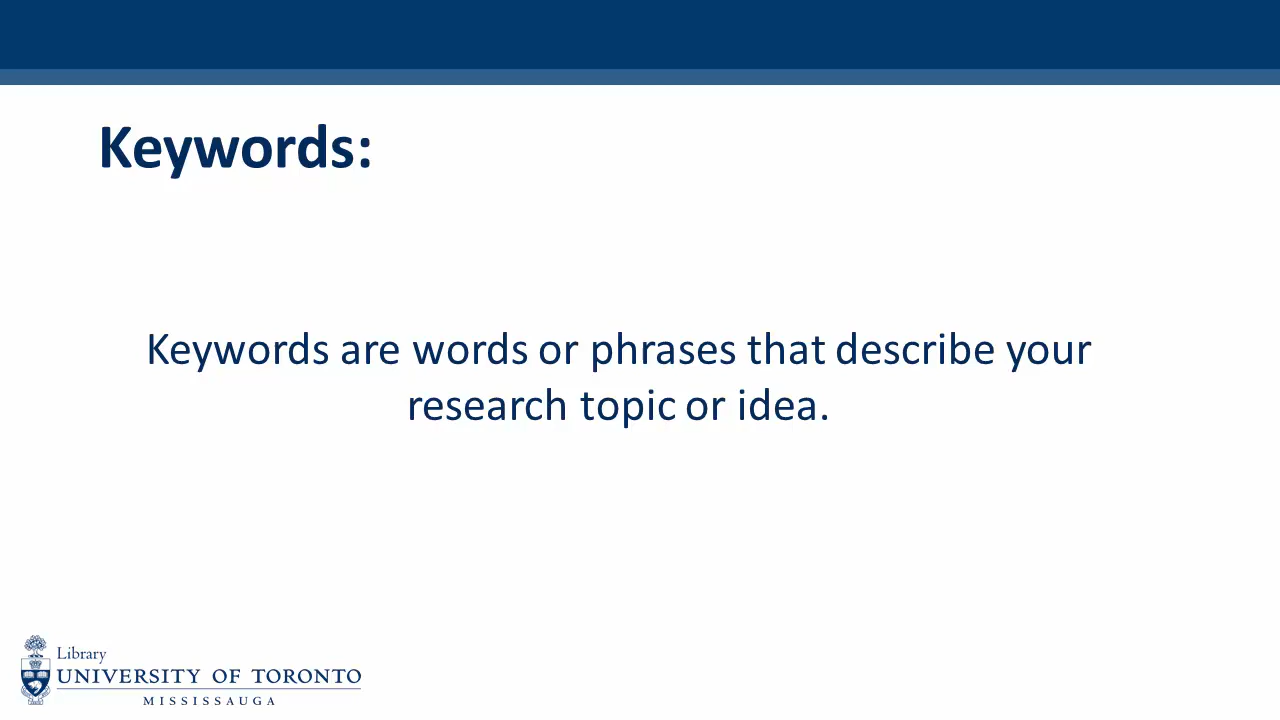 Keywords:
Keywords are words or phrases that describe your
research topic or idea.
Library
UNIVERSITY OF TORONTO
MISSISSAUGA